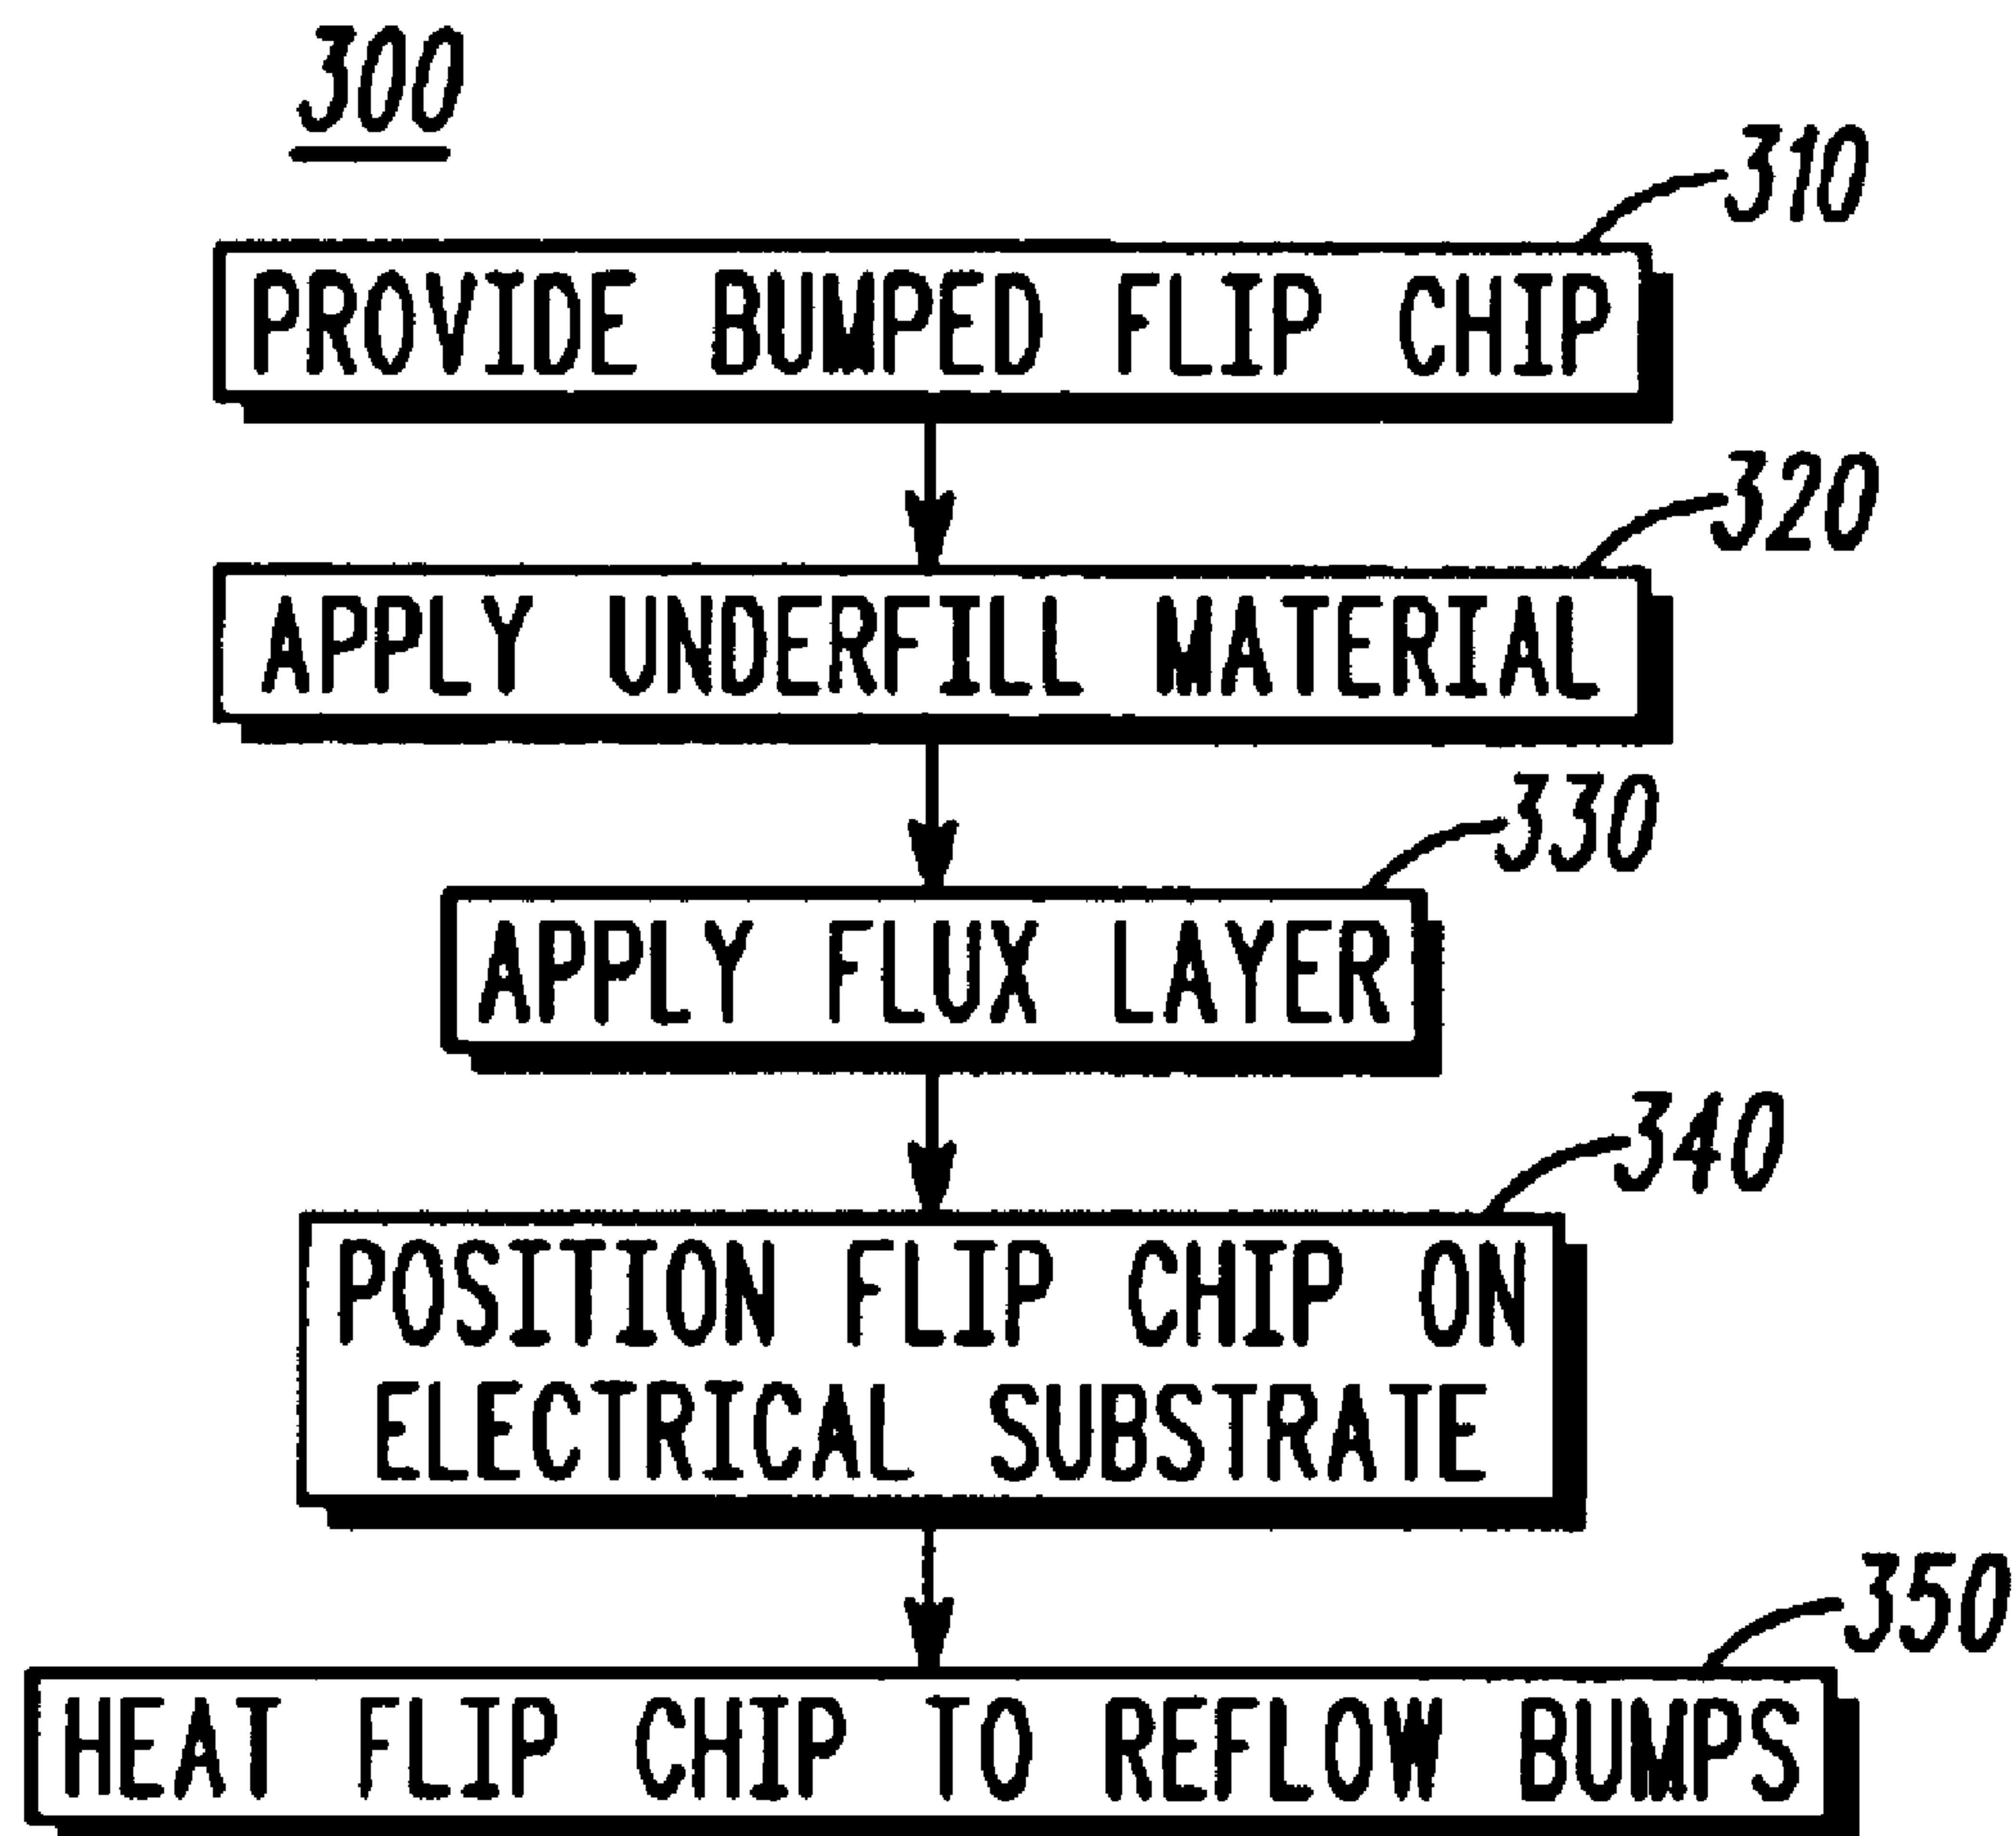 300
310
PROVIDE BUMPED FLIP CHIP
320
APPLY UNDERFILL MATERIAL
330
APPLY FLUX LAYER
340
POSITION FLIP CHIP ON
ELECTRICAL SUBSTRATE
350
HEAT FLIP CHIP TO REFLOW BUMPS